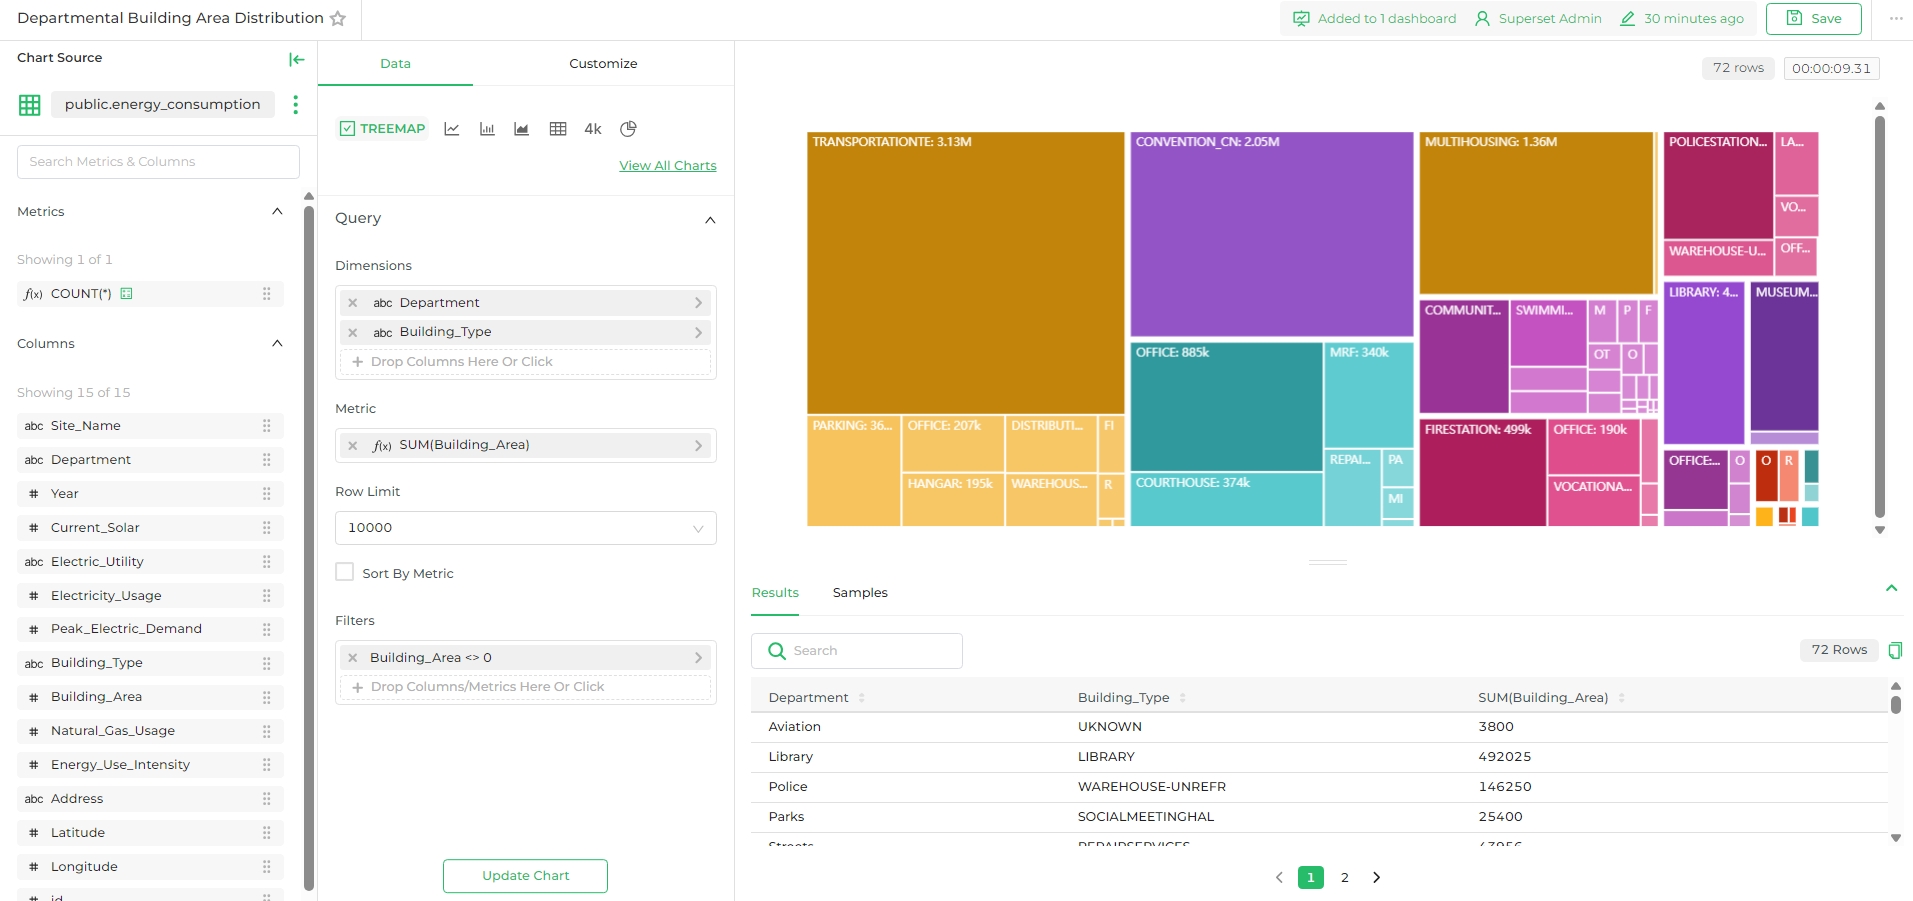 Departmental Building Area Distribution
Added to 1 dashboard
Superset Admin
30 minutes ago
Save
Chart Source
public.energy_consumption
Search Metrics & Columns
Metrics
Showing 1 of 1
f(x) COUNT(*)
Columns
Showing 15 of 15
abc Site_Name
abc Department
# Year
# Current_Solar
abc Electric_Utility
# Electricity_Usage
# Peak_Electric_Demand
abc Building_Type
# Building_Area
# Natural_Gas_Usage
# Energy_Use_Intensity
abc Address
# Latitude
# Longitude
# id
Data
Customize
TREEMAP
4k
View All Charts
Query
Dimensions
abc Department
abc Building_Type
+ Drop Columns Here Or Click
Metric
f(x) SUM(Building_Area)
Row Limit
10000
Sort By Metric
Filters
Building_Area <> 0
+ Drop Columns/Metrics Here Or Click
Update Chart
72 rows
00:00:09.31
TRANSPORTATIONTE: 3.13M
PARKING: 36...
OFFICE: 207k
DISTRIBUTI...
FI
HANGAR: 195k
WAREHOUS...
R
CONVENTION_CN: 2.05M
OFFICE: 885k
MRF: 340k
COURTHOUSE: 374k
REPAI...
PA
MI
MULTIHOUSING: 1.36M
COMMUNIT...
SWIMMI...
M
P
F
OT
O
FIRESTATION: 499k
OFFICE: 190k
VOCATIONA...
POLICESTATION...
LA...
VO...
WAREHOUSE-U...
OFF...
LIBRARY: 4...
MUSEUM...
OFFICE:...
O
O
R
Results
Samples
Search
72 Rows
Department
Building_Type
SUM(Building_Area)
Aviation
UKNOWN
3800
Library
LIBRARY
492025
Police
WAREHOUSE-UNREFR
146250
Parks
SOCIALMEETINGHAL
25400
Streets
REPAIRSERVICES
43956
1
2